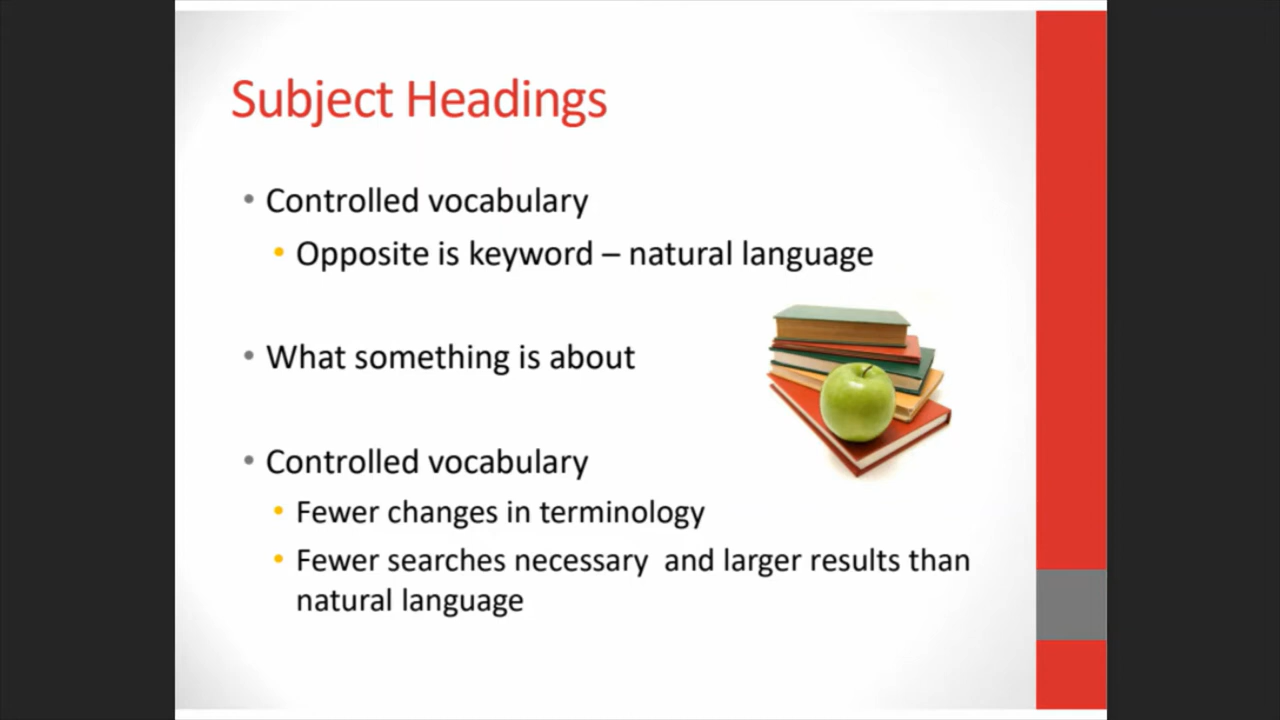 Subject Headings
• Controlled vocabulary
• Opposite is keyword – natural language
• What something is about
• Controlled vocabulary
• Fewer changes in terminology
• Fewer searches necessary  and larger results than
natural language